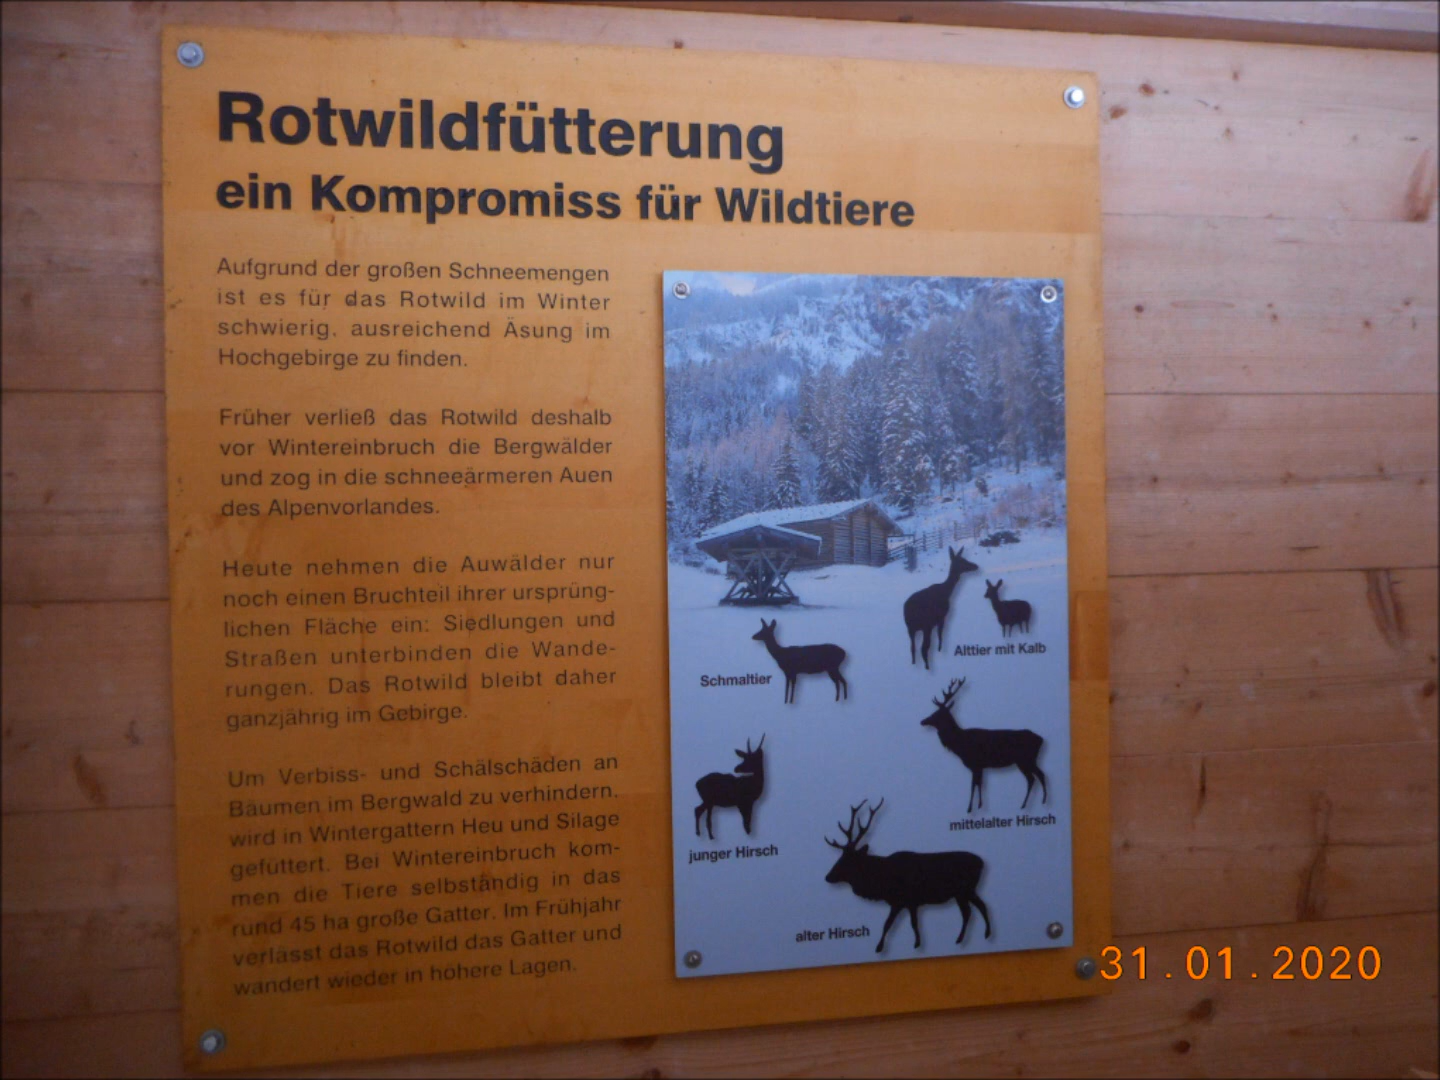 Rotwildfütterung
ein Kompromiss für Wildtiere
Aufgrund der großen Schneemengen
ist es für das Rotwild im Winter
schwierig, ausreichend Äsung im
Hochgebirge zu finden.
Früher verließ das Rotwild deshalb
vor Wintereinbruch die Bergwälder
und zog in die schneeärmeren Auen
des Alpenvorlandes.
Heute nehmen die Auwälder nur
noch einen Bruchteil ihrer ursprüng-
lichen Fläche ein: Siedlungen und
Straßen unterbinden die Wande-
rungen. Das Rotwild bleibt daher
ganzjährig im Gebirge.
Um Verbiss- und Schälschäden an
Bäumen im Bergwald zu verhindern,
wird in Wintergattern Heu und Silage
gefüttert. Bei Wintereinbruch kom-
men die Tiere selbständig in das
rund 45 ha große Gatter. Im Frühjahr
verlässt das Rotwild das Gatter und
wandert wieder in höhere Lagen.
Alttier mit Kalb
Schmaltier
mittelalter Hirsch
junger Hirsch
alter Hirsch
31.01.2020